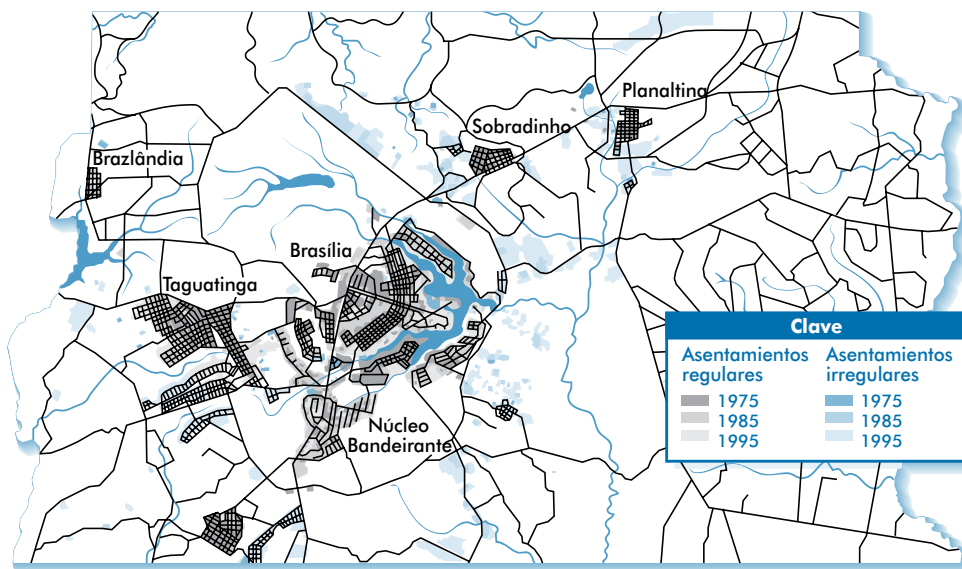 Planaltina
Sobradinho
Brazlândia
Brasília
Taguatinga
Núcleo
Bandeirante
Clave
Asentamientos
regulares
1975
1985
1995
Asentamientos
irregulares
1975
1985
1995